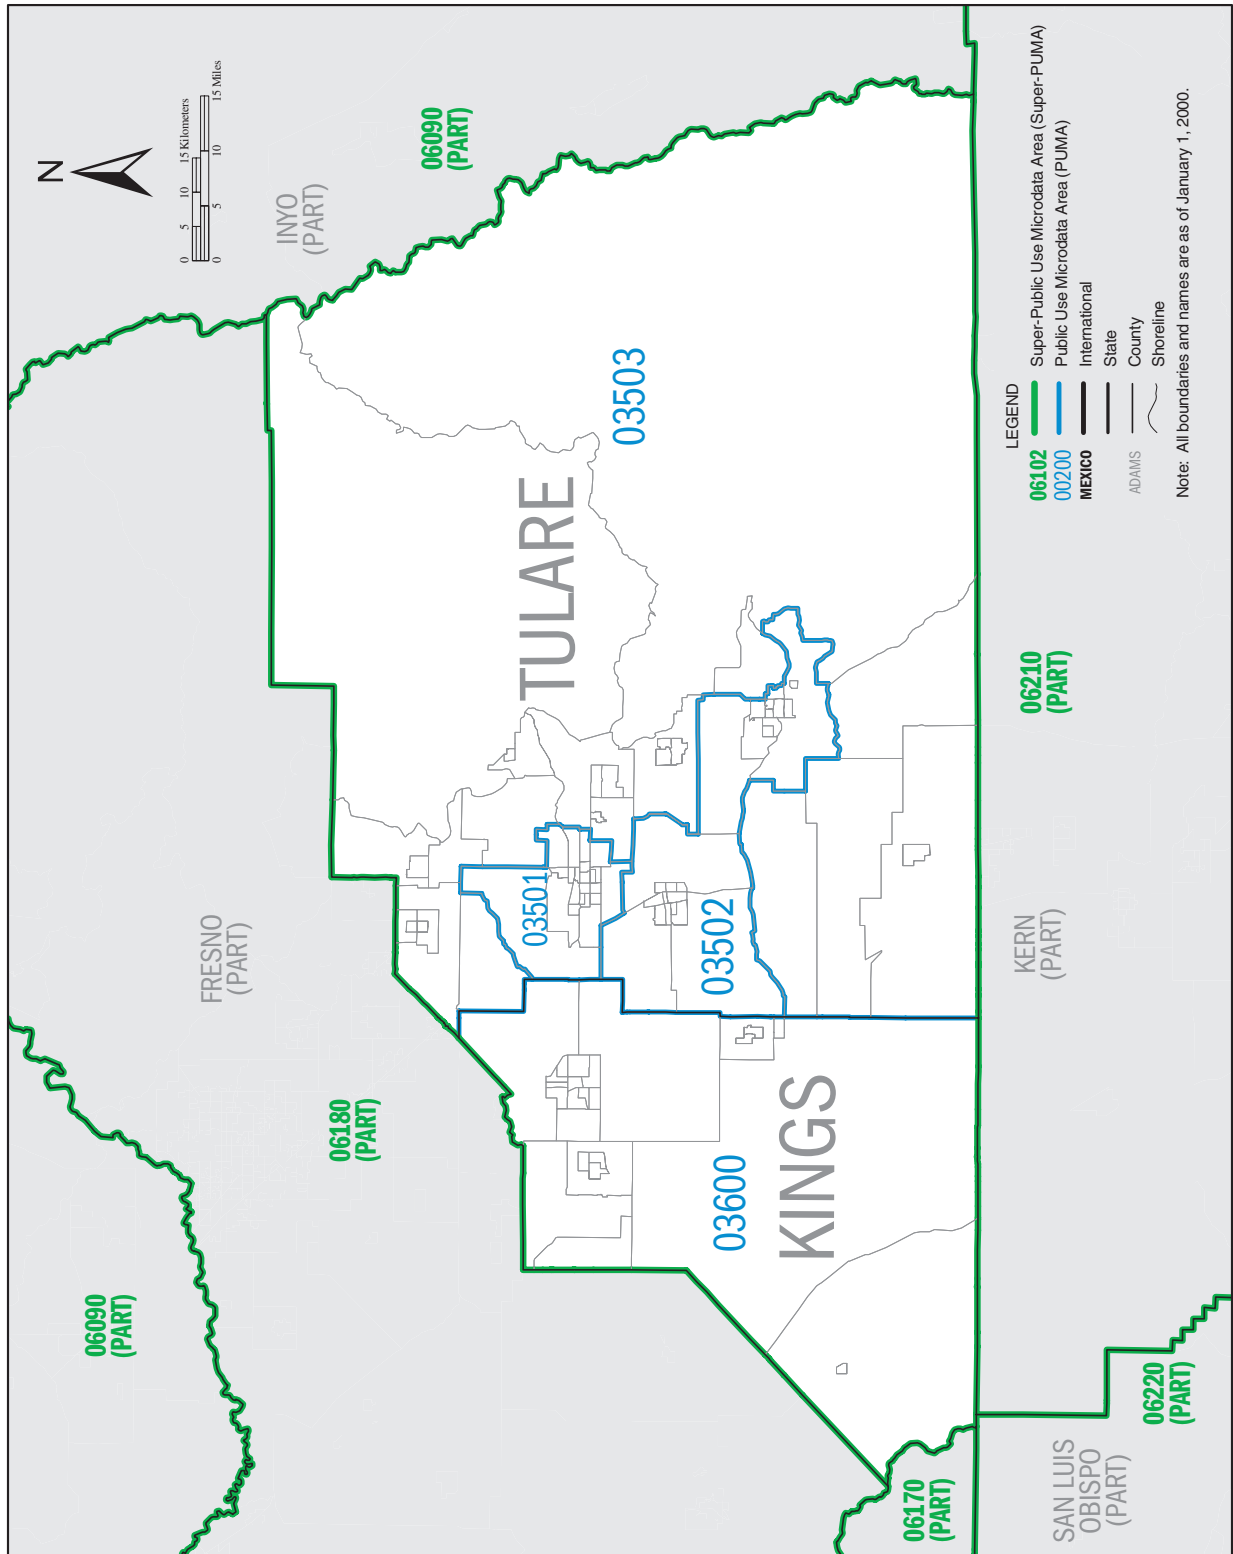 N
0 5 10 15 Kilometers
0 5 10 15 Miles
INYO
(PART)
06090
(PART)
FRESNO
(PART)
06180
(PART)
06090
(PART)
TULARE
03503
03501
03502
03600
KINGS
06170
(PART)
SAN LUIS
OBISPO
(PART)
06220
(PART)
KERN
(PART)
06210
(PART)
LEGEND
06102 Super-Public Use Microdata Area (Super-PUMA)
00200 Public Use Microdata Area (PUMA)
MEXICO International
State
ADAMS County
Shoreline
Note: All boundaries and names are as of January 1, 2000.